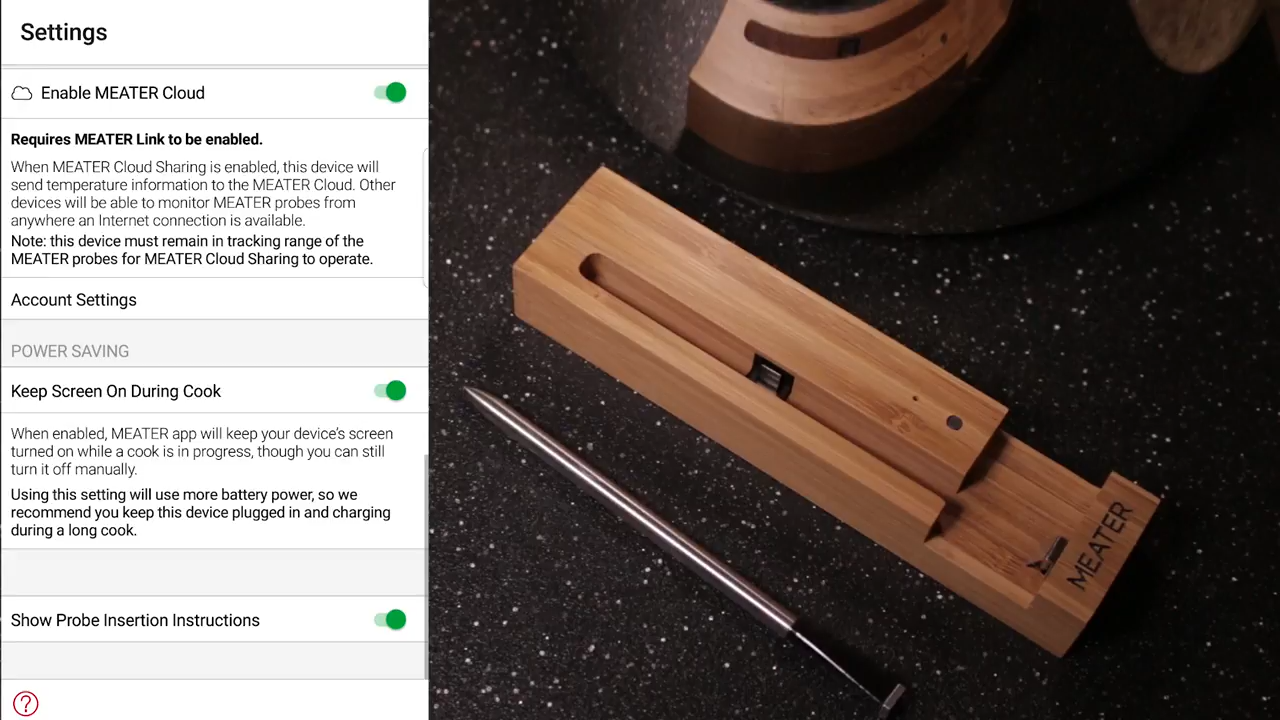 Settings
Enable MEATER Cloud
Requires MEATER Link to be enabled.
When MEATER Cloud Sharing is enabled, this device will
send temperature information to the MEATER Cloud. Other
devices will be able to monitor MEATER probes from
anywhere an Internet connection is available.
Note: this device must remain in tracking range of the
MEATER probes for MEATER Cloud Sharing to operate.
Account Settings
POWER SAVING
Keep Screen On During Cook
When enabled, MEATER app will keep your device's screen
turned on while a cook is in progress, though you can still
turn it off manually.
Using this setting will use more battery power, so we
recommend you keep this device plugged in and charging
during a long cook.
Show Probe Insertion Instructions
?
MEATER